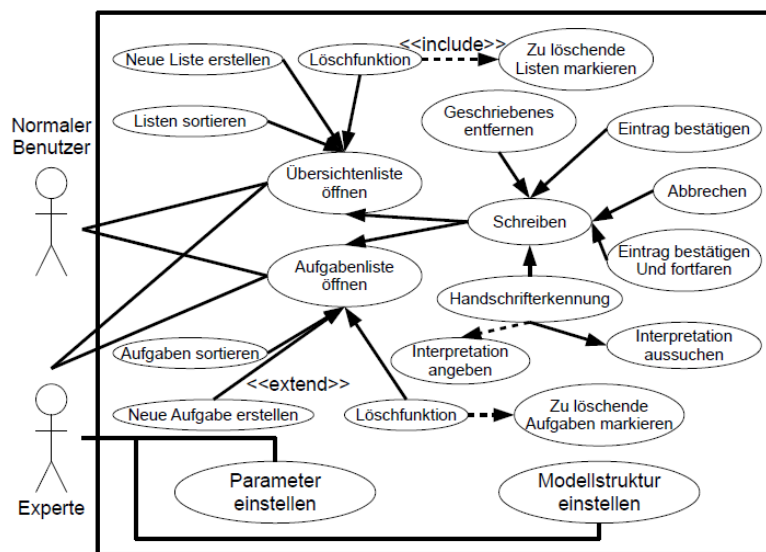 <<include>>
Neue Liste erstellen
Löschfunktion
Zu löschende
Listen markieren
Listen sortieren
Geschriebenes
entfernen
Eintrag bestätigen
Normaler
Benutzer
Übersichtenliste
öffnen
Abbrechen
Schreiben
Aufgabenliste
öffnen
Eintrag bestätigen
Und fortfaren
Handschrifterkennung
Aufgaben sortieren
Interpretation
angeben
Interpretation
aussuchen
<<extend>>
Neue Aufgabe erstellen
Löschfunktion
Zu löschende
Aufgaben markieren
Experte
Parameter
einstellen
Modellstruktur
einstellen